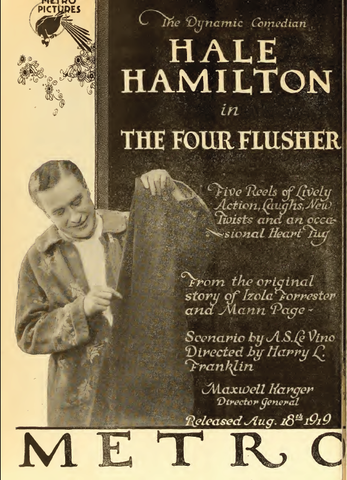 METRO
PICTURES
The Dynamic Comedian
HALE
HAMILTON
in
THE FOUR FLUSHER
Five Reels of Lively
Action, Laughs, New
Twists and an occa-
sional Heart Tug
From the original
story of Izola Forrester
and Mann Page-
Scenario by A.S. Le Vino
Directed by Harry L.
Franklin
Maxwell Karger
Director General
Released Aug. 18th 1919
METRO